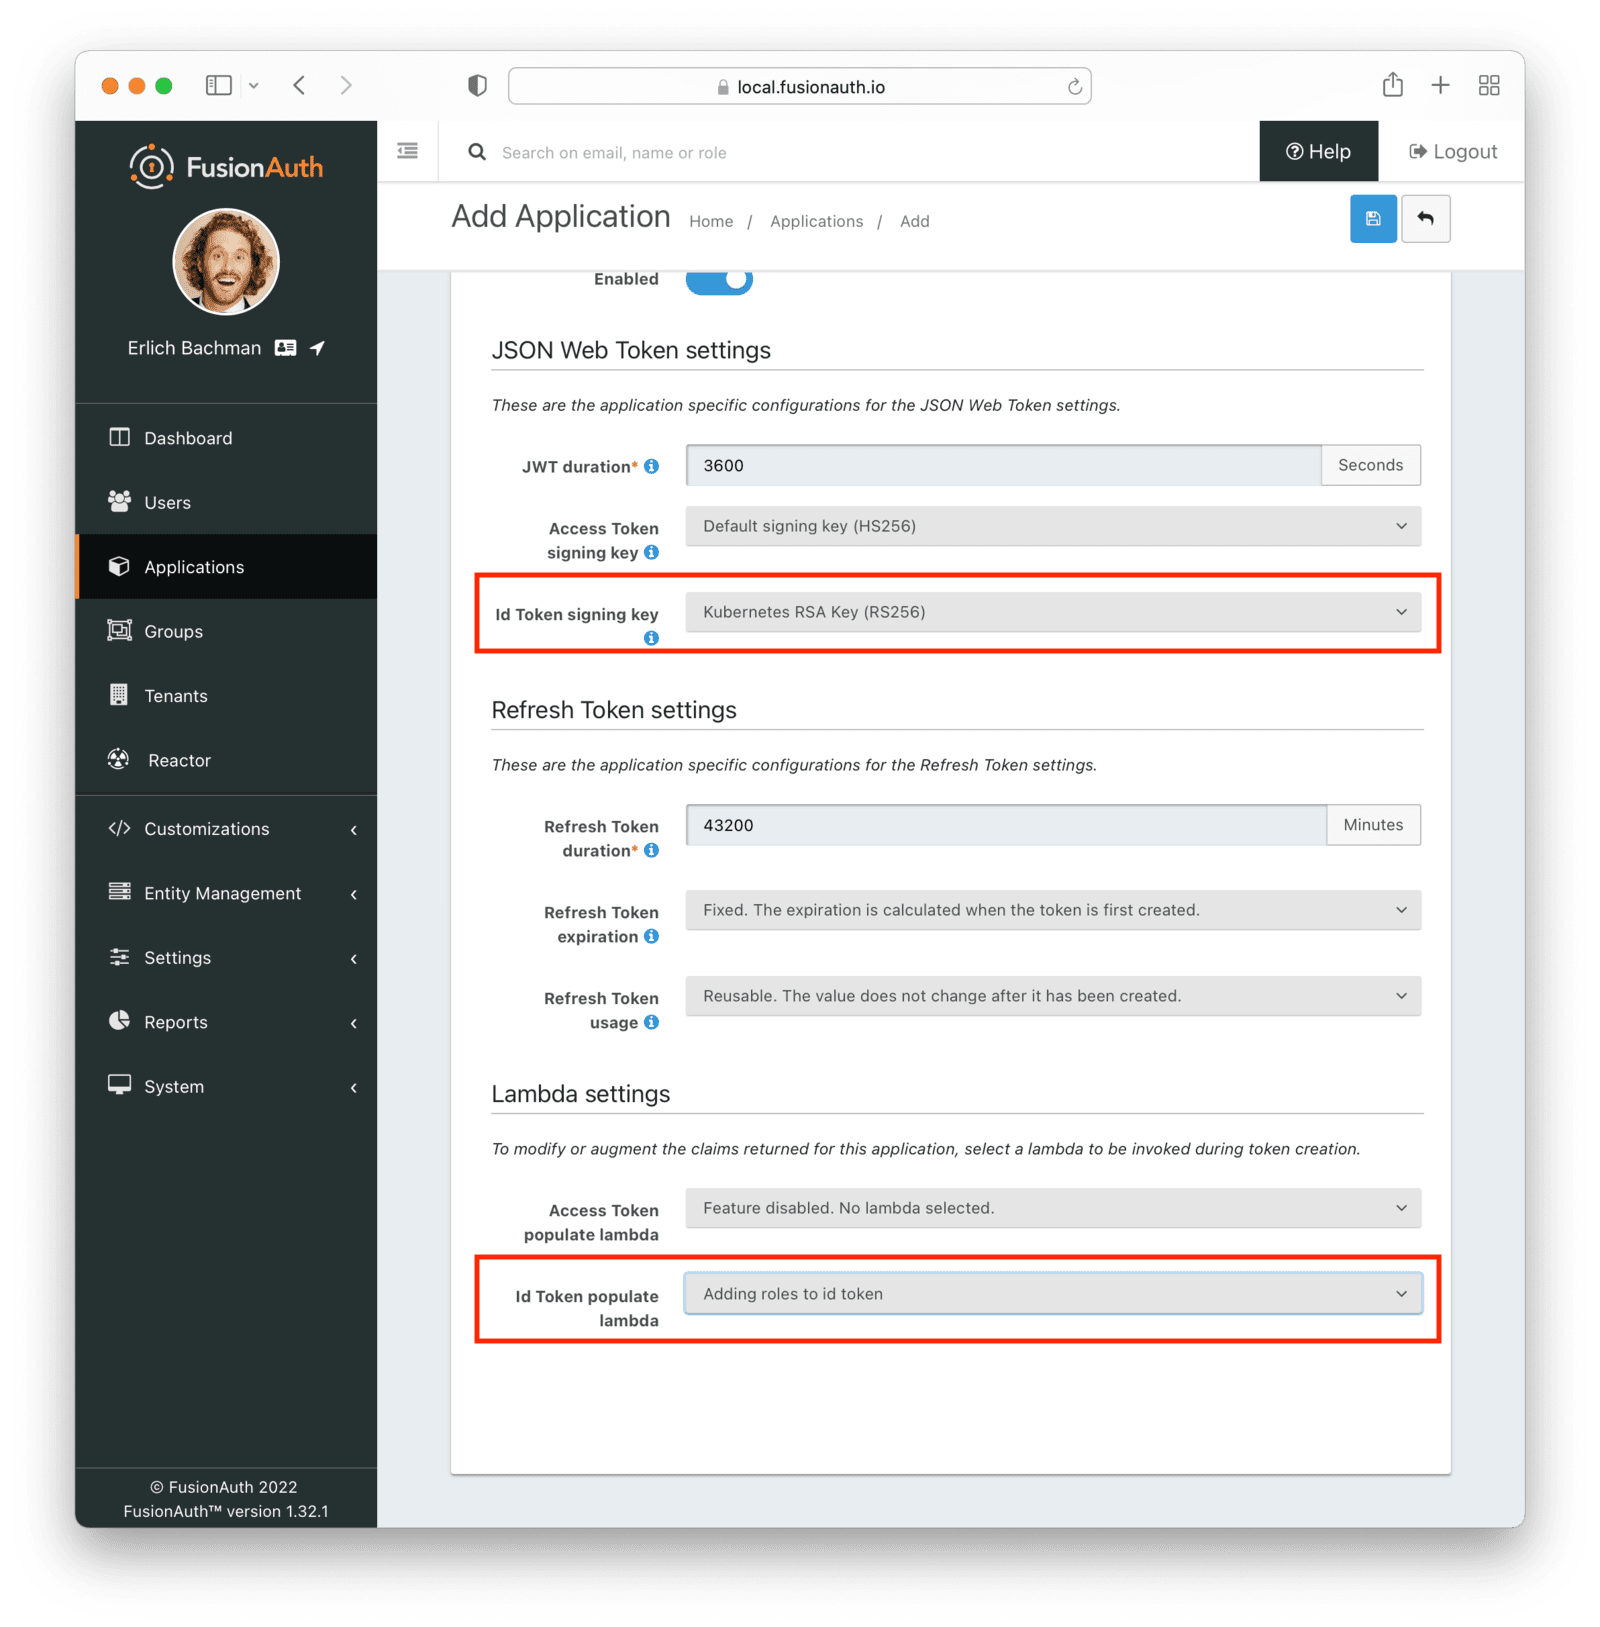 local.fusionauth.io
FusionAuth
Search on email, name or role
Help
Logout
Add Application
Home / Applications / Add
Erlich Bachman
Dashboard
Users
Applications
Groups
Tenants
Reactor
Customizations
Entity Management
Settings
Reports
System
© FusionAuth 2022
FusionAuth™ version 1.32.1
Enabled
JSON Web Token settings
These are the application specific configurations for the JSON Web Token settings.
JWT duration* 3600 Seconds
Access Token
signing key
Default signing key (HS256)
Id Token signing key
Kubernetes RSA Key (RS256)
Refresh Token settings
These are the application specific configurations for the Refresh Token settings.
Refresh Token
duration*
43200 Minutes
Refresh Token
expiration
Fixed. The expiration is calculated when the token is first created.
Refresh Token
usage
Reusable. The value does not change after it has been created.
Lambda settings
To modify or augment the claims returned for this application, select a lambda to be invoked during token creation.
Access Token
populate lambda
Feature disabled. No lambda selected.
Id Token populate
lambda
Adding roles to id token